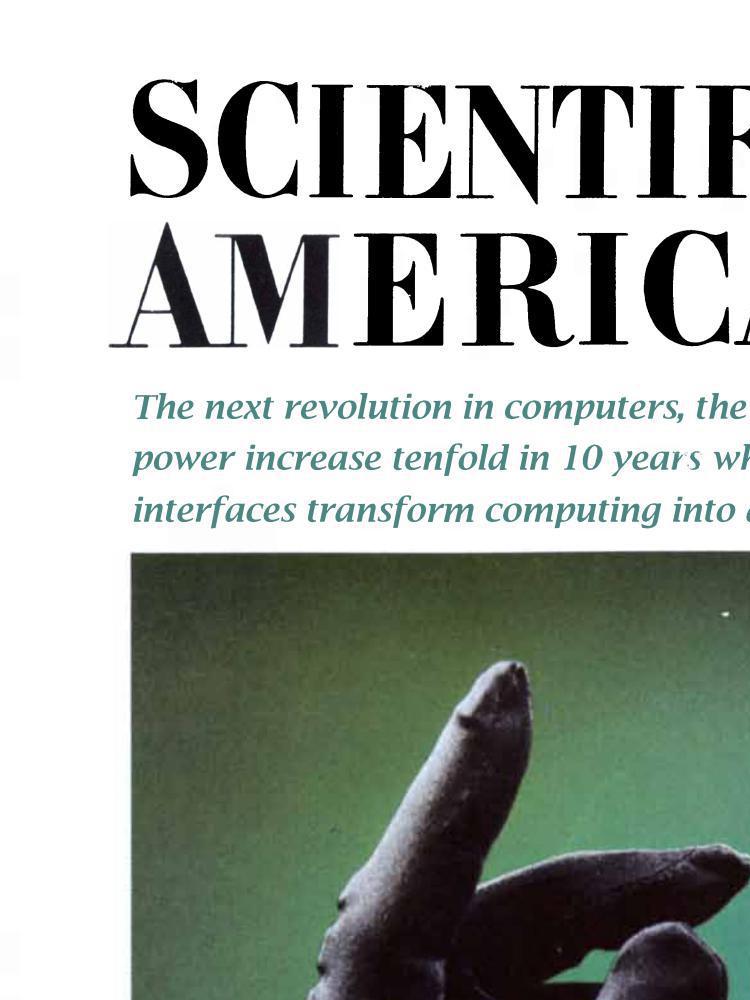 SCIENTIF
AMERICA
The next revolution in computers, the
power increase tenfold in 10 years wh
interfaces transform computing into a